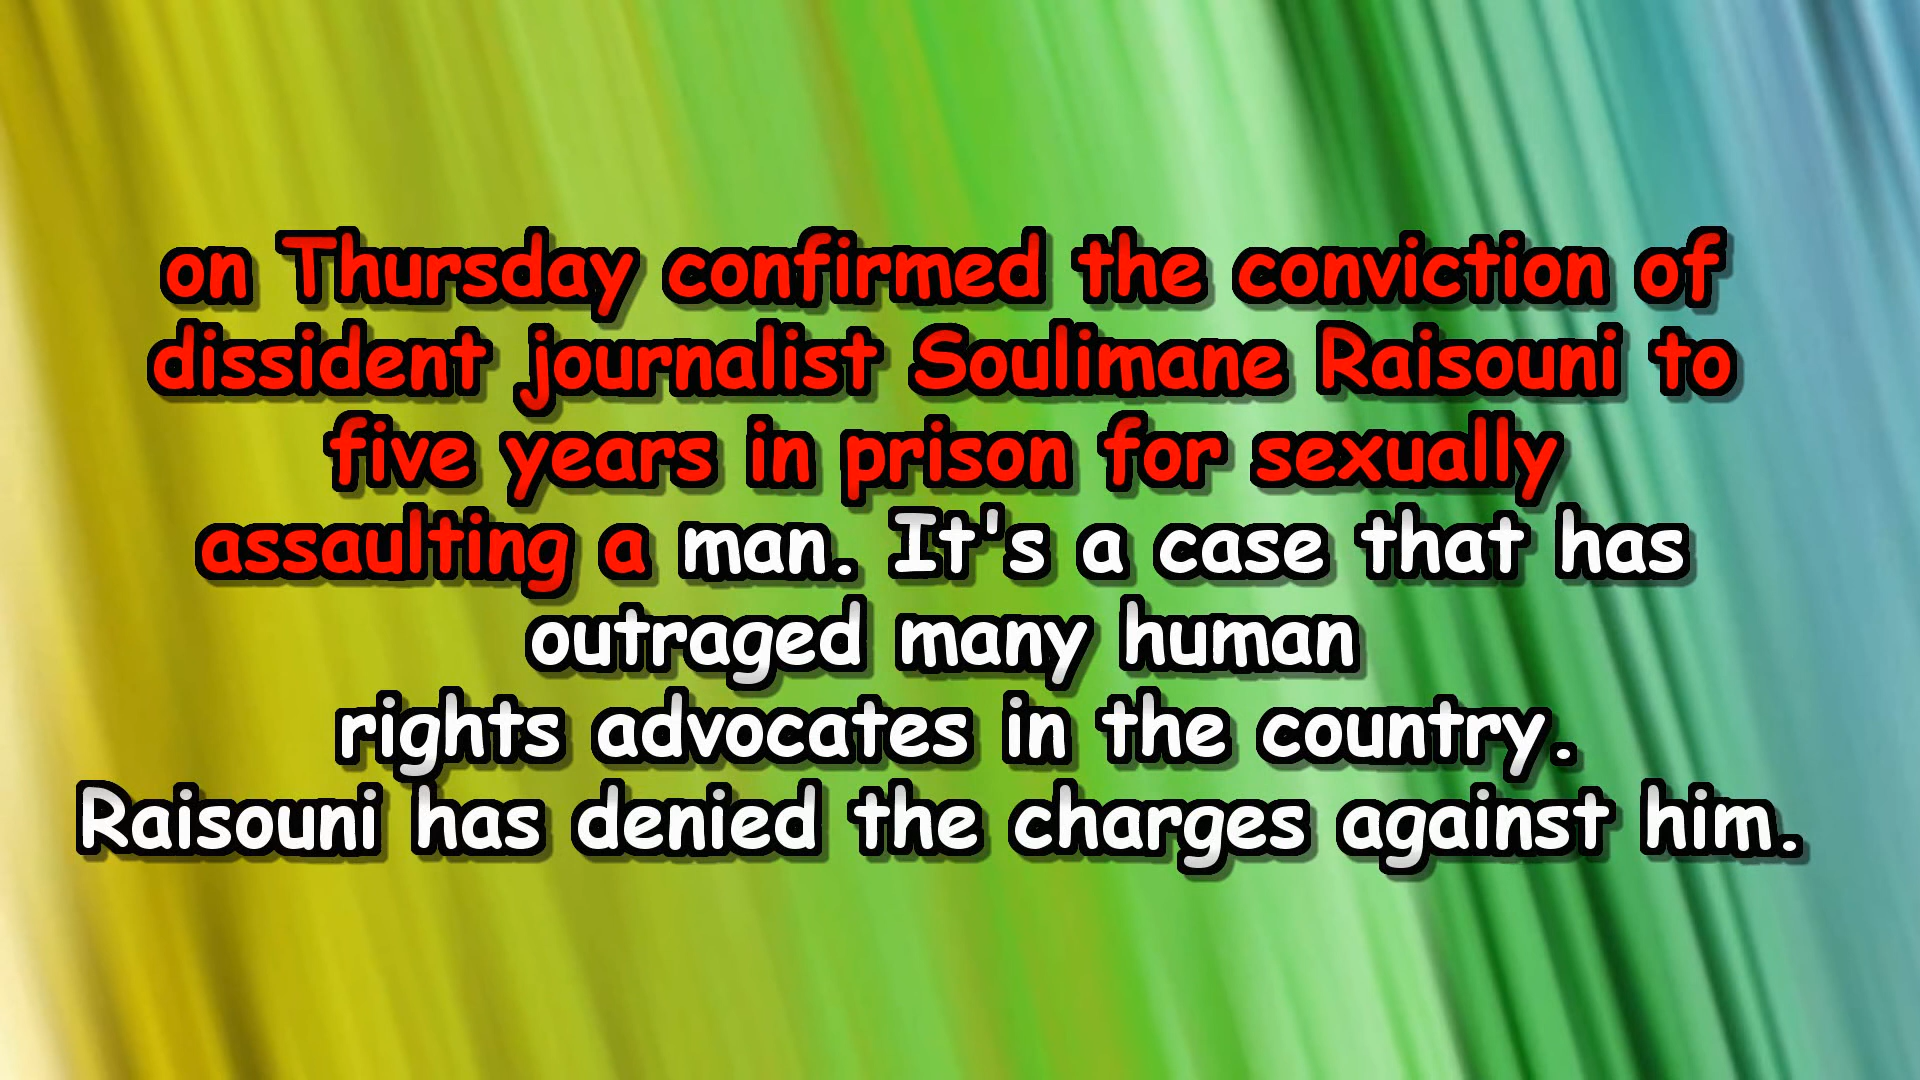 on Thursday confirmed the conviction of
dissident journalist Soulimane Raisouni to
five years in prison for sexually
assaulting a man. It's a case that has
outraged many human
rights advocates in the country.
Raisouni has denied the charges against him.